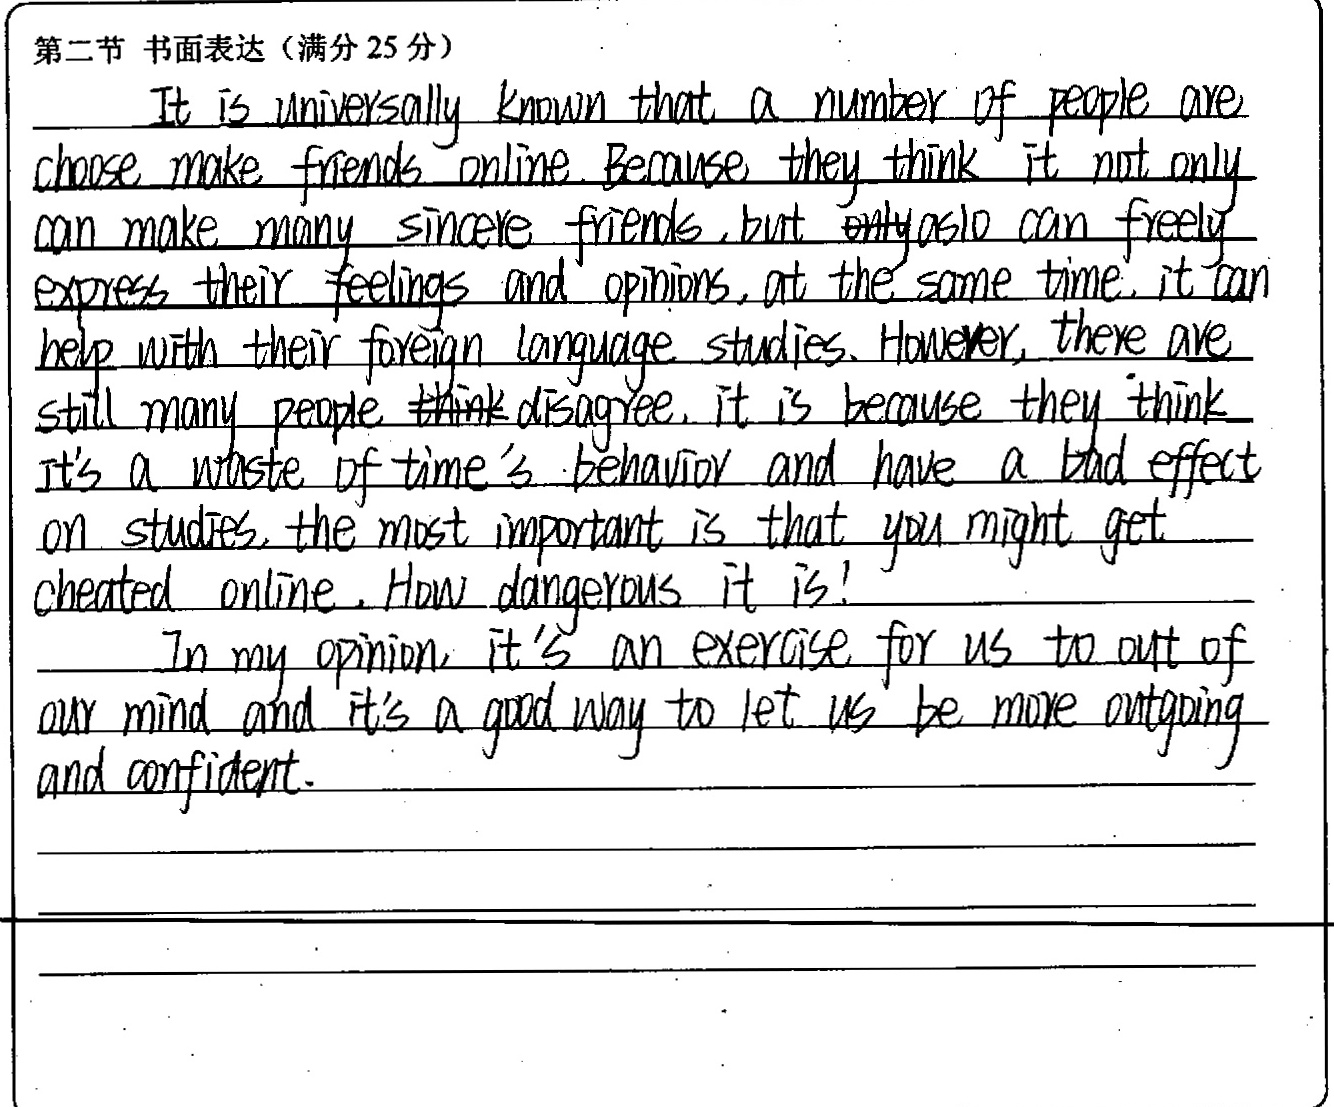 第二节 书面表达（满分 25 分）
It is universally known that a number of people are
choose make friends online. Because they think it not only
can make many sincere friends, but only aslo can freely
express their feelings and opinions, at the same time, it can
help with their foreign language studies. However, there are
still many people think disagree, it is because they think
it's a waste of time's behavior and have a bad effect
on studies, the most important is that you might get
cheated online. How dangerous it is!
In my opinion, it's an exercise for us to out of
our mind and it's a good way to let us be more outgoing
and confident.